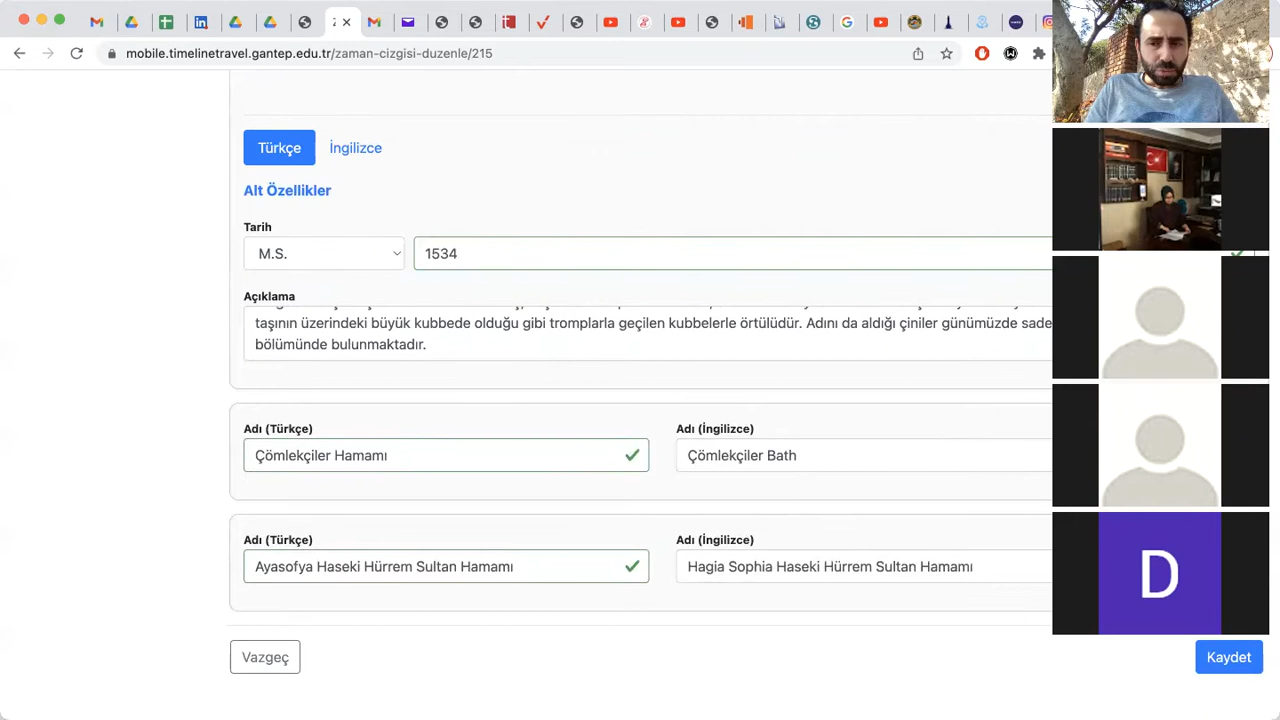 2
mobile.timelinetravel.gantep.edu.tr/zaman-cizgisi-duzenle/215
Türkçe İngilizce
Alt Özellikler
Tarih
M.S. 1534
Açıklama
taşının üzerindeki büyük kubbede olduğu gibi tromplarla geçilen kubbelerle örtülüdür. Adını da aldığı çiniler günümüzde sade
bölümünde bulunmaktadır.
Adı (Türkçe) Adı (İngilizce)
Çömlekçiler Hamamı Çömlekçiler Bath
Adı (Türkçe) Adı (İngilizce)
Ayasofya Haseki Hürrem Sultan Hamamı Hagia Sophia Haseki Hürrem Sultan Hamamı
Vazgeç Kaydet
D